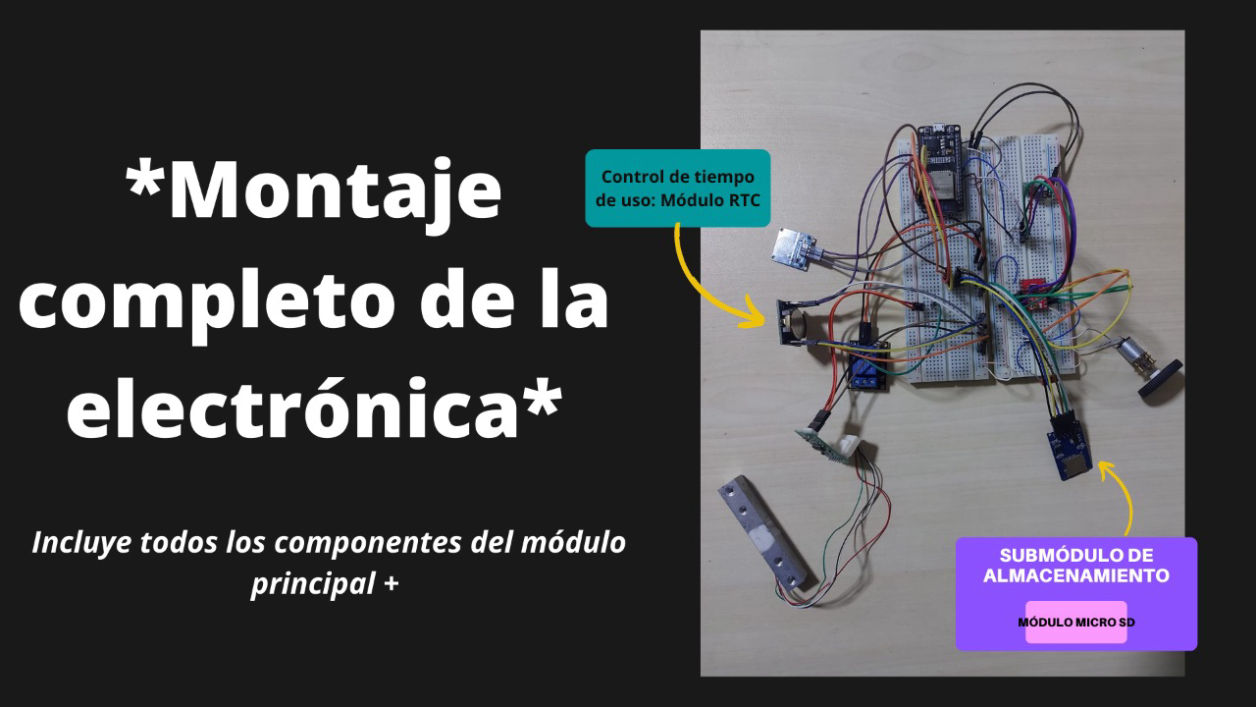 *Montaje
completo de la
electrónica*
Incluye todos los componentes del módulo
principal +
Control de tiempo
de uso: Módulo RTC
SUBMÓDULO DE
ALMACENAMIENTO
MÓDULO MICRO SD